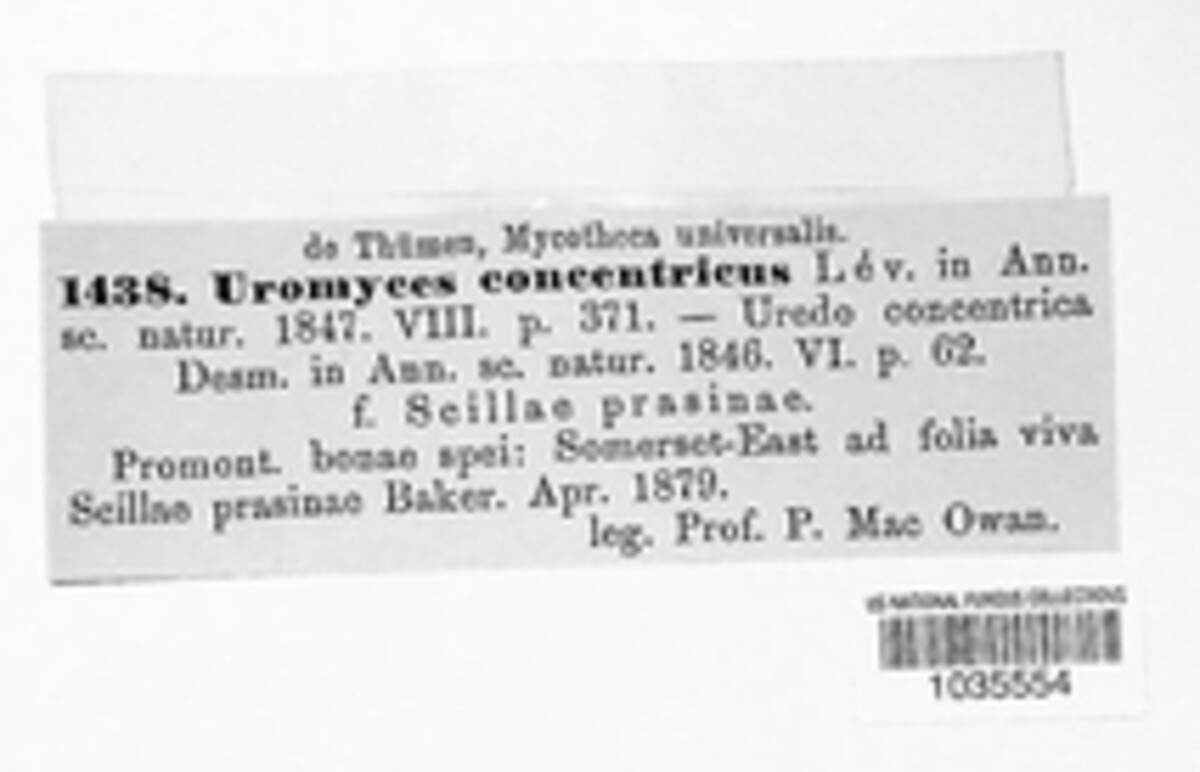 de Thümen, Mycotheca universalis.
1438. Uromyces concentricus Lév. in Ann.
sc. natur. 1847. VIII. p. 371. — Uredo concentrica
Desm. in Ann. sc. natur. 1846. VI. p. 62.
f. Scillae prasinae.
Promont. bonae spei: Somerset-East ad folia viva
Scillae prasinae Baker. Apr. 1879.
leg. Prof. P. Mac Owan.
US NATIONAL FUNGUS COLLECTIONS
1035554